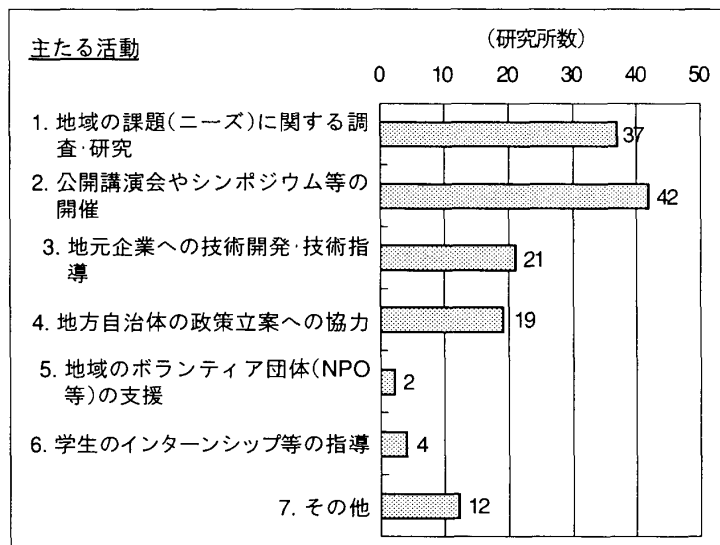 主たる活動
(研究所数)
0 10 20 30 40 50
1. 地域の課題(ニーズ)に関する調
査・研究
37
2. 公開講演会やシンポジウム等の
開催
42
3. 地元企業への技術開発・技術指
導
21
4. 地方自治体の政策立案への協力
19
5. 地域のボランティア団体(NPO
等)の支援
2
6. 学生のインターンシップ等の指導
4
7. その他
12